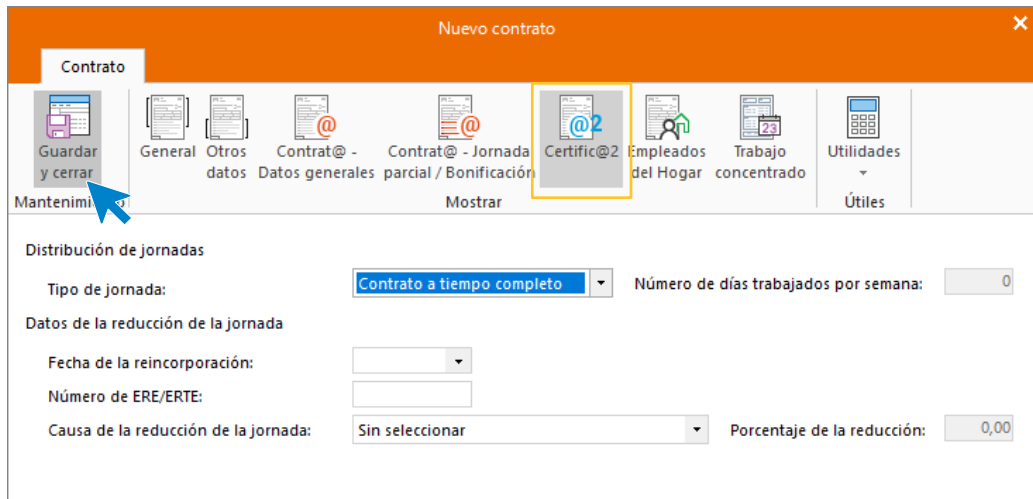 Nuevo contrato
Contrato
Guardar
y cerrar
General
Otros
datos
Contrat@ -
Datos generales
Contrat@ - Jornada
parcial / Bonificación
Certific@2
Empleados
del Hogar
Trabajo
concentrado
Utilidades
Mostrar
Útiles
Distribución de jornadas
Tipo de jornada: Contrato a tiempo completo Número de días trabajados por semana: 0
Datos de la reducción de la jornada
Fecha de la reincorporación:
Número de ERE/ERTE:
Causa de la reducción de la jornada: Sin seleccionar Porcentaje de la reducción: 0,00